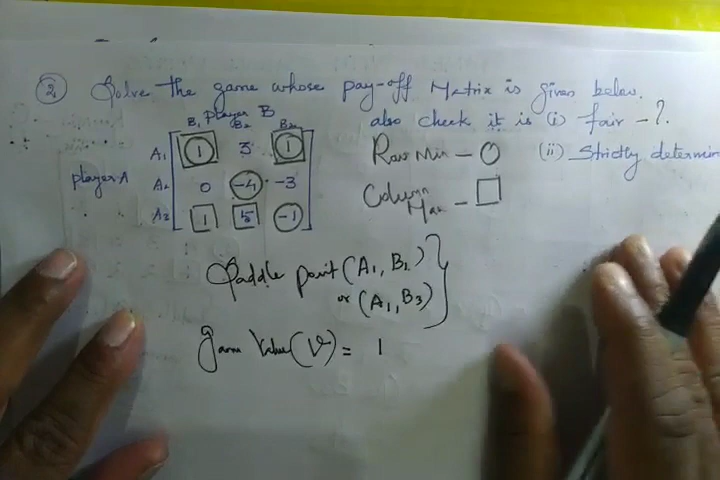 ② Solve the game whose pay-off Matrix is given below.
Player B
also check it is (i) fair -?.
B₁ B₂ B₃
A₁ 1 3 1
Row Min - ○
(ii) Strictly determin
player A
A₂ 0 -4 -3
Column Max - □
A₃ 1 5 -1
Saddle point (A₁,
or (A₁, B₃)
game Value (V) = 1